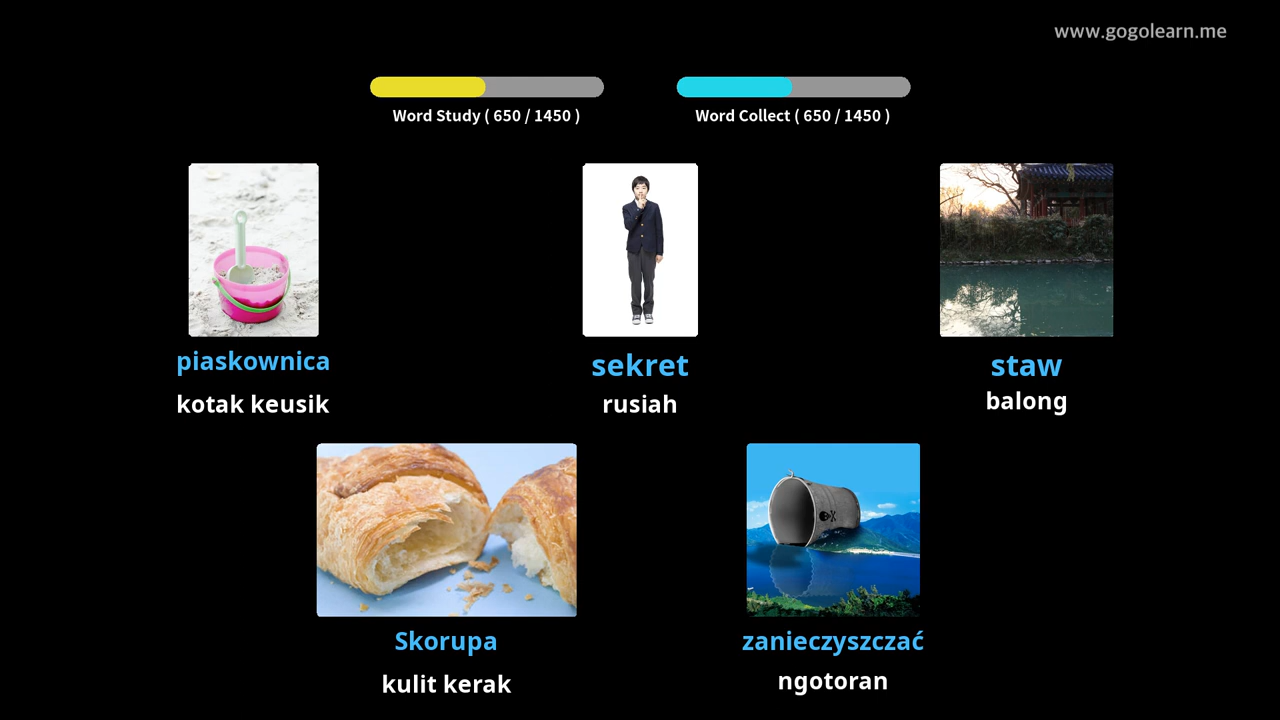 www.gogolearn.me
Word Study ( 650 / 1450 )
Word Collect ( 650 / 1450 )
piaskownica
kotak keusik
sekret
rusiah
staw
balong
Skorupa
kulit kerak
zanieczyszczać
ngotoran